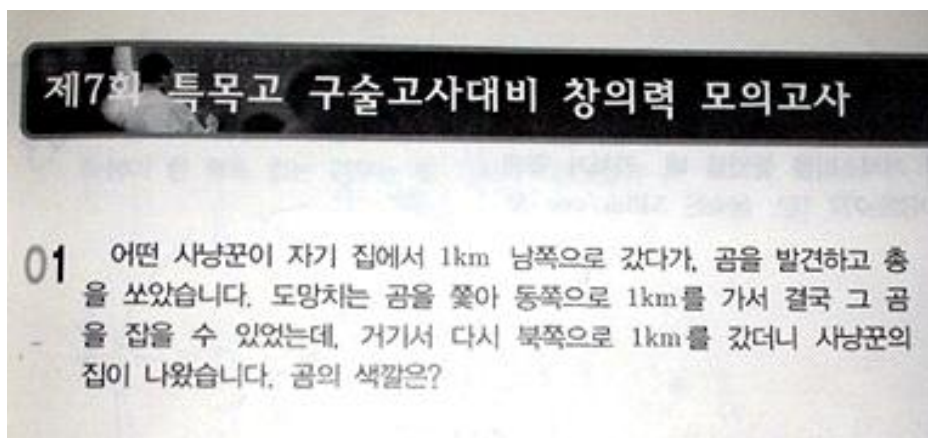 제7회 특목고 구술고사대비 창의력 모의고사
01 어떤 사냥꾼이 자기 집에서 1km 남쪽으로 갔다가, 곰을 발견하고 총
을 쏘았습니다. 도망치는 곰을 쫓아 동쪽으로 1km를 가서 결국 그 곰
을 잡을 수 있었는데, 거기서 다시 북쪽으로 1km를 갔더니 사냥꾼의
집이 나왔습니다. 곰의 색깔은?